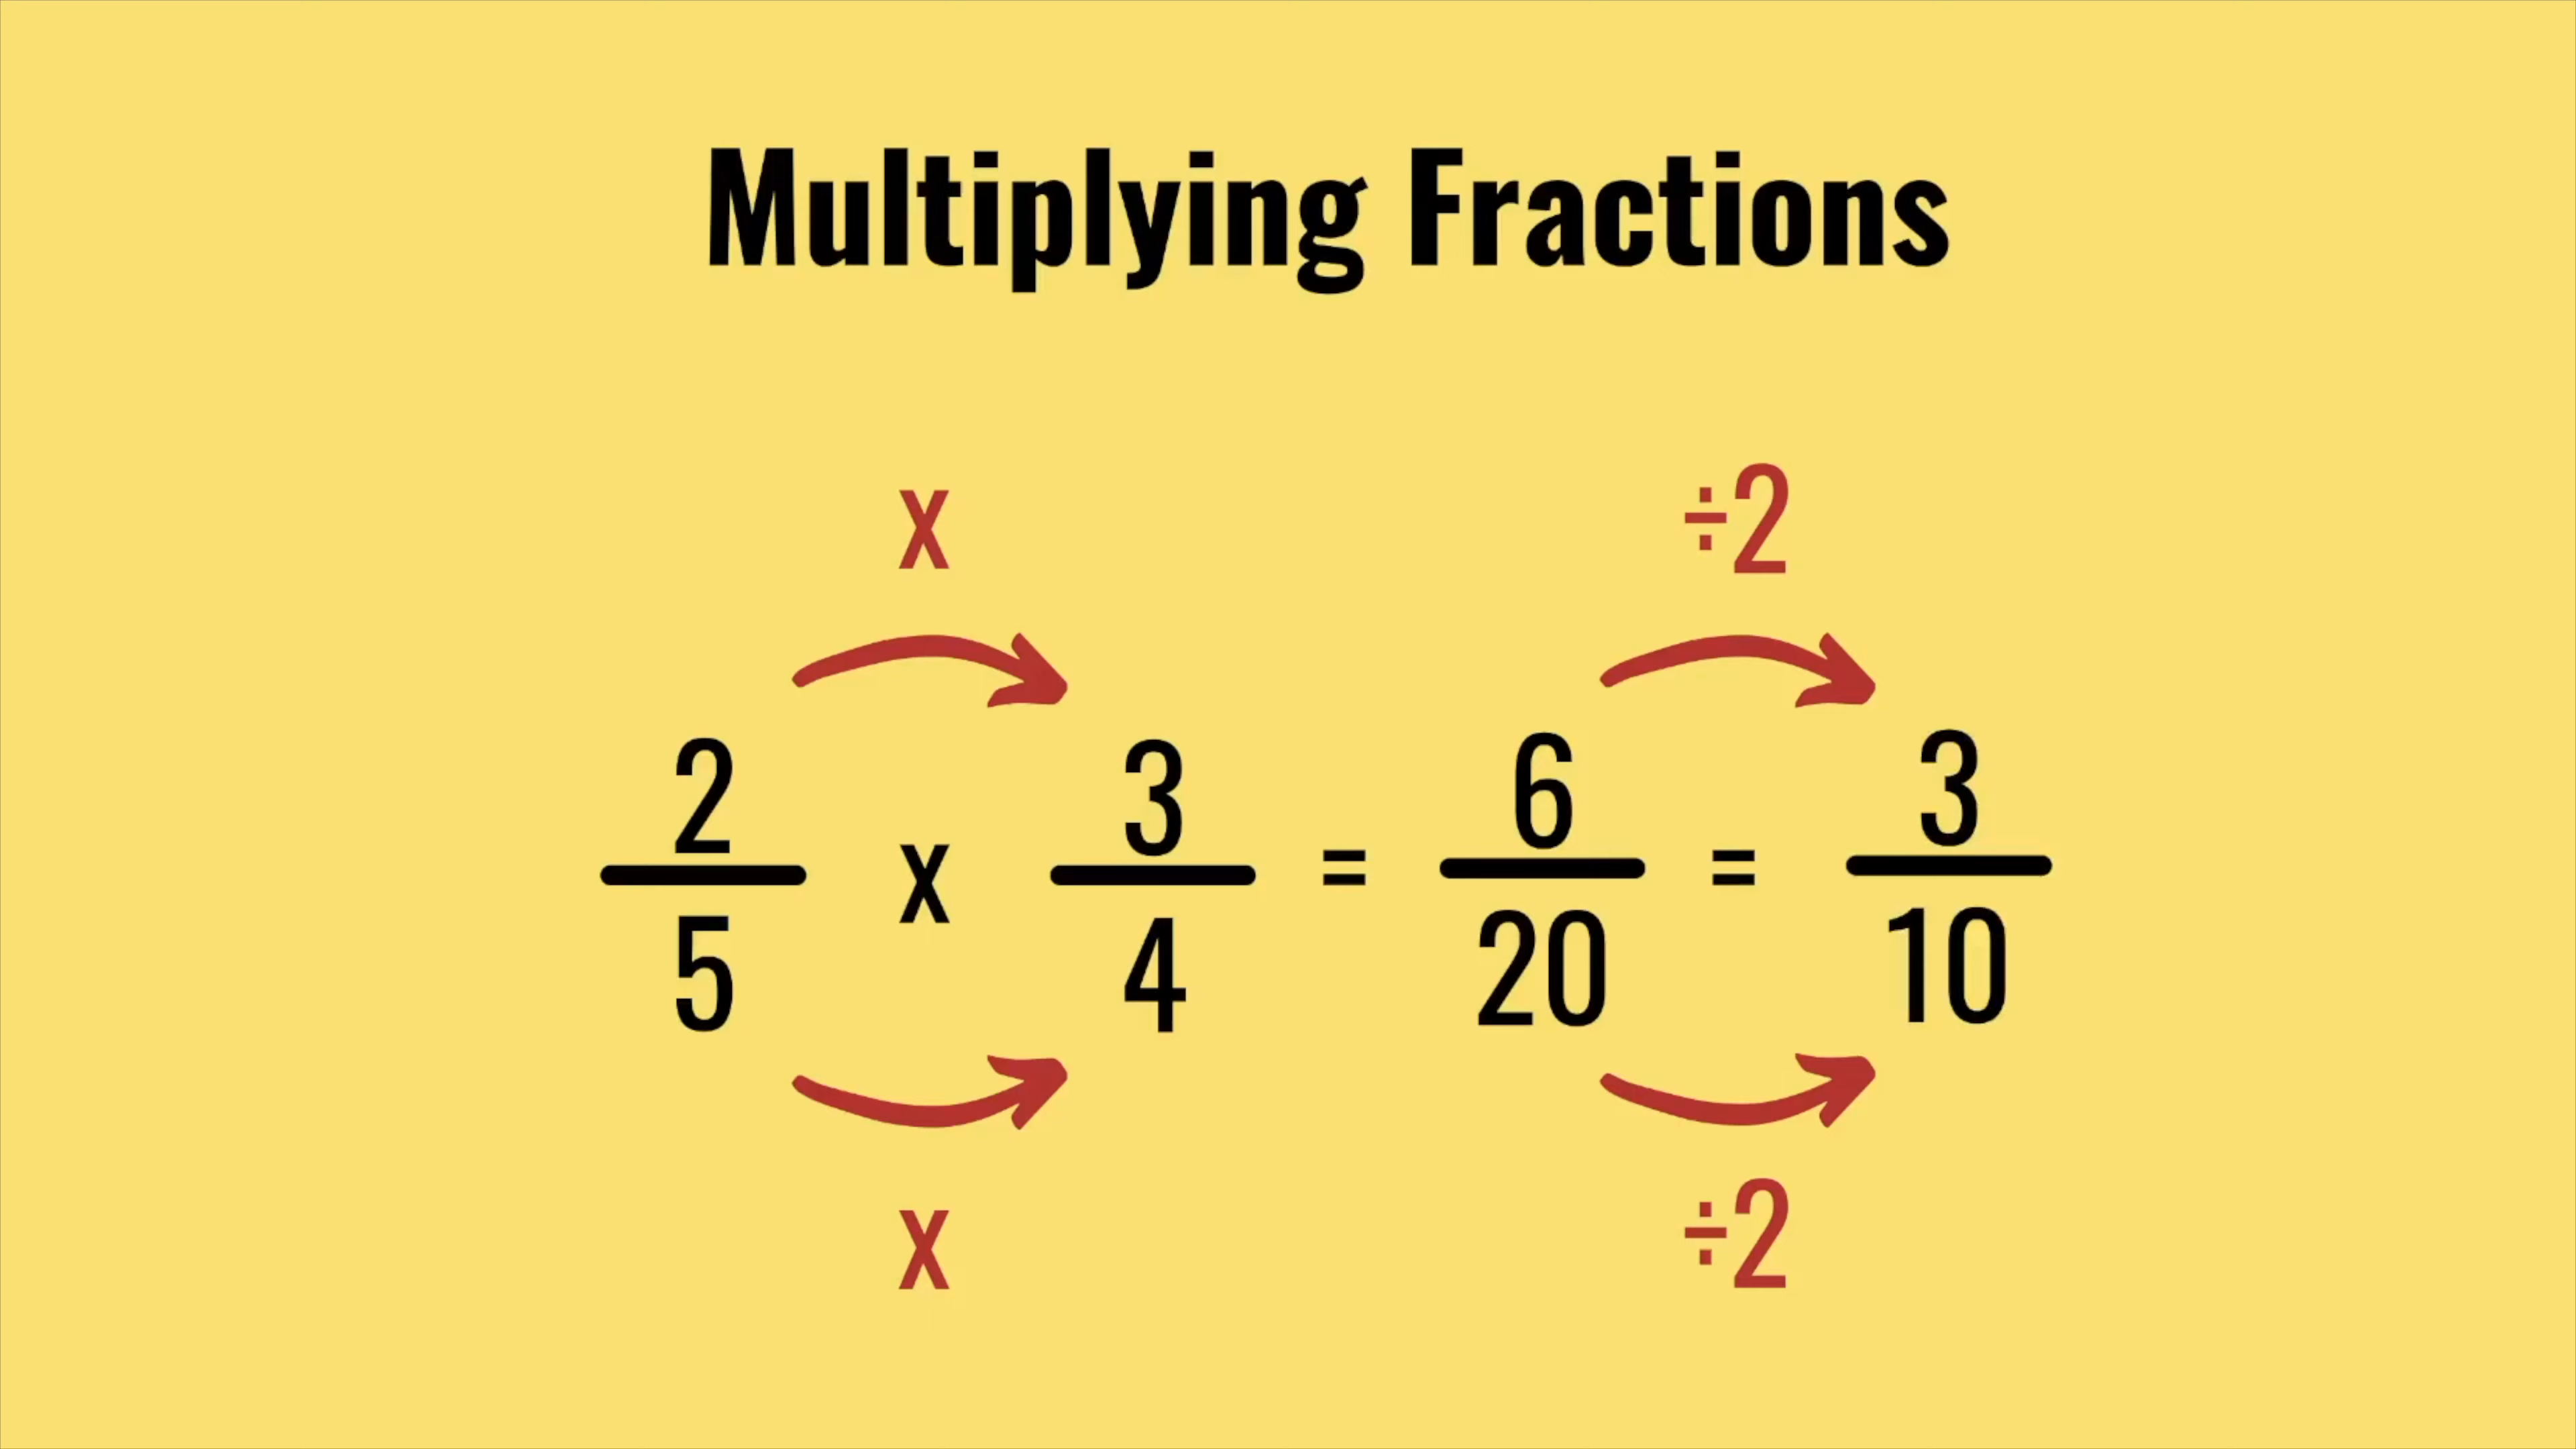 Multiplying Fractions
x ÷2
2 3 6 3
x = =
5 4 20 10
x ÷2